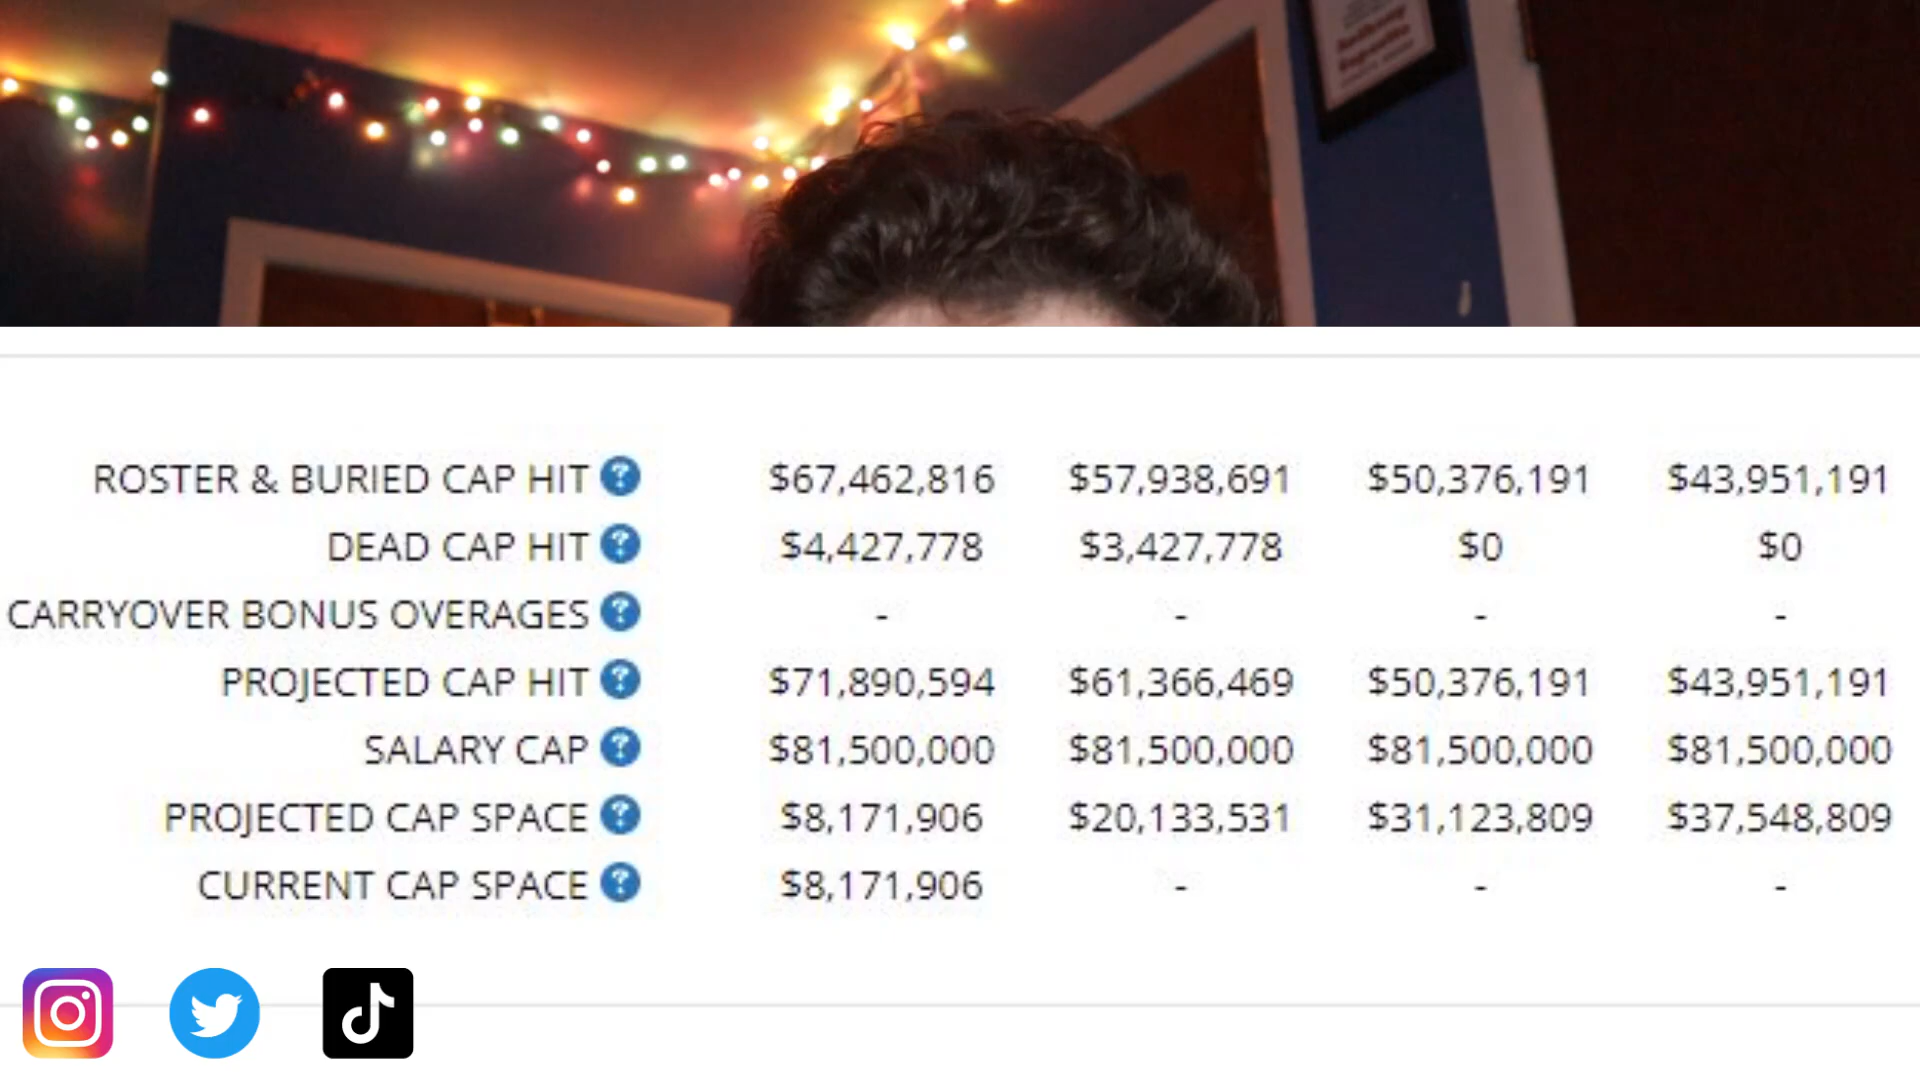 ROSTER & BURIED CAP HIT ? $67,462,816 $57,938,691 $50,376,191 $43,951,191
DEAD CAP HIT ? $4,427,778 $3,427,778 $0 $0
CARRYOVER BONUS OVERAGES ? - - - -
PROJECTED CAP HIT ? $71,890,594 $61,366,469 $50,376,191 $43,951,191
SALARY CAP ? $81,500,000 $81,500,000 $81,500,000 $81,500,000
PROJECTED CAP SPACE ? $8,171,906 $20,133,531 $31,123,809 $37,548,809
CURRENT CAP SPACE ? $8,171,906 - - -